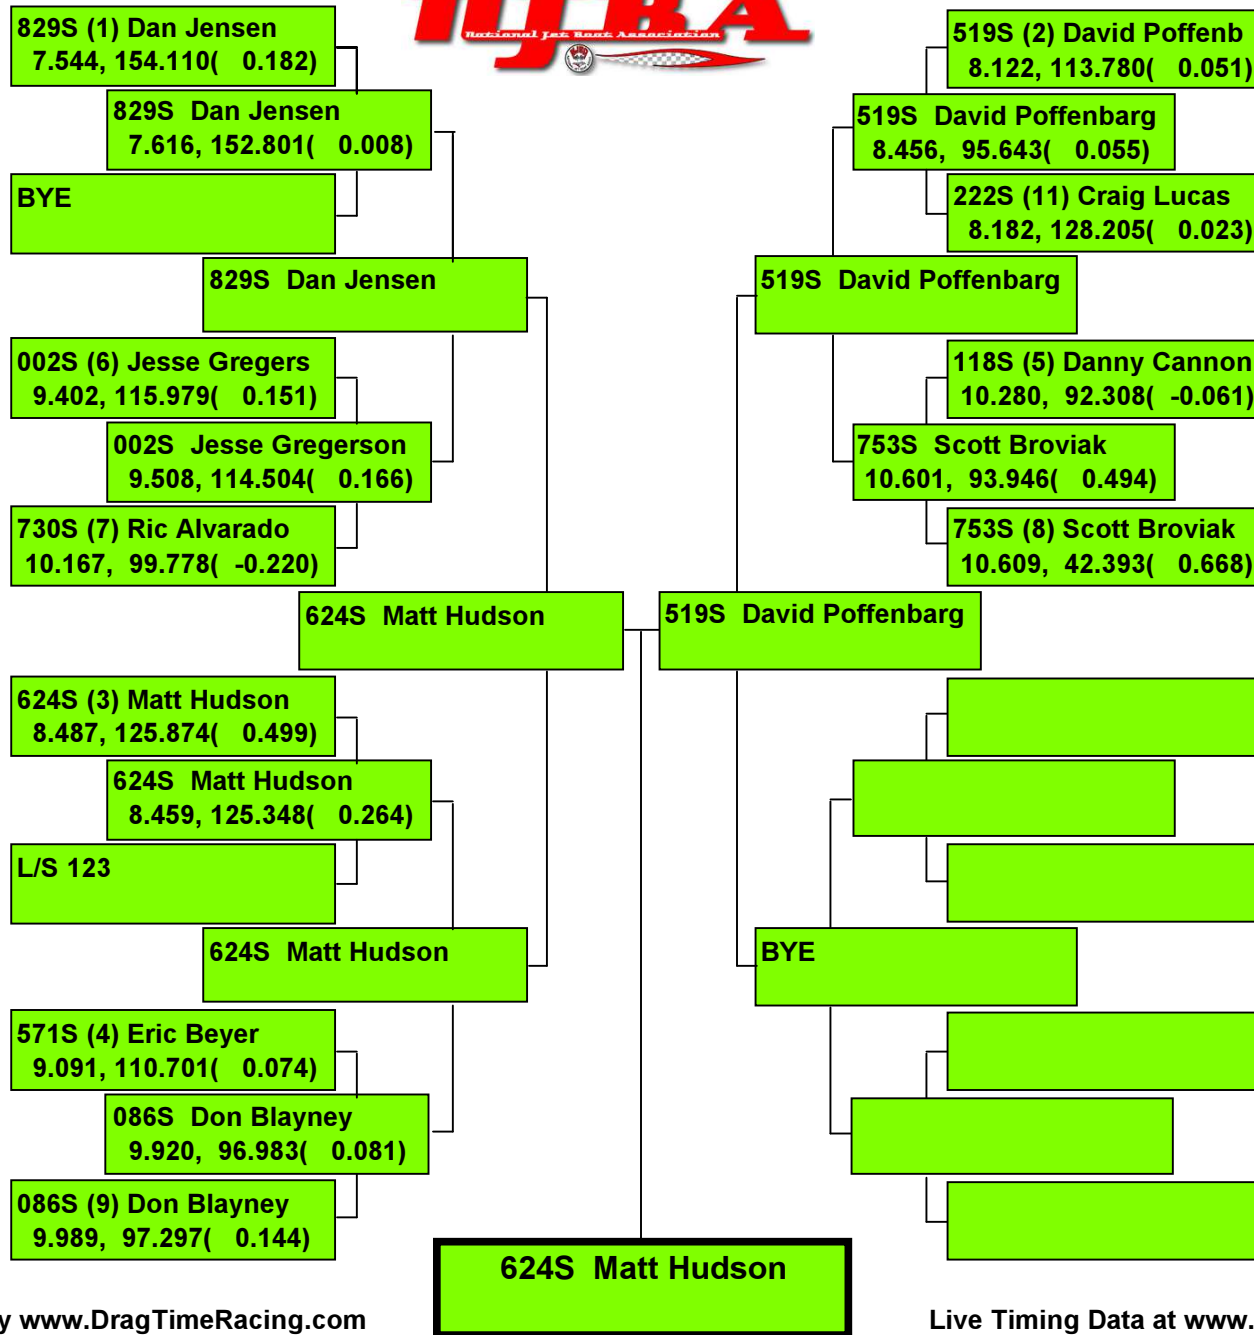 NJBA
National Jet Boat Association
829S (1) Dan Jensen
7.544, 154.110( 0.182)
829S Dan Jensen
7.616, 152.801( 0.008)
BYE
829S Dan Jensen
002S (6) Jesse Gregers
9.402, 115.979( 0.151)
002S Jesse Gregerson
9.508, 114.504( 0.166)
730S (7) Ric Alvarado
10.167, 99.778( -0.220)
624S Matt Hudson
624S (3) Matt Hudson
8.487, 125.874( 0.499)
624S Matt Hudson
8.459, 125.348( 0.264)
L/S 123
624S Matt Hudson
571S (4) Eric Beyer
9.091, 110.701( 0.074)
086S Don Blayney
9.920, 96.983( 0.081)
086S (9) Don Blayney
9.989, 97.297( 0.144)
519S (2) David Poffenb
8.122, 113.780( 0.051)
519S David Poffenbarg
8.456, 95.643( 0.055)
222S (11) Craig Lucas
8.182, 128.205( 0.023)
519S David Poffenbarg
118S (5) Danny Cannon
10.280, 92.308( -0.061)
753S Scott Broviak
10.601, 93.946( 0.494)
753S (8) Scott Broviak
10.609, 42.393( 0.668)
519S David Poffenbarg
BYE
624S Matt Hudson
y www.DragTimeRacing.com
Live Timing Data at www.